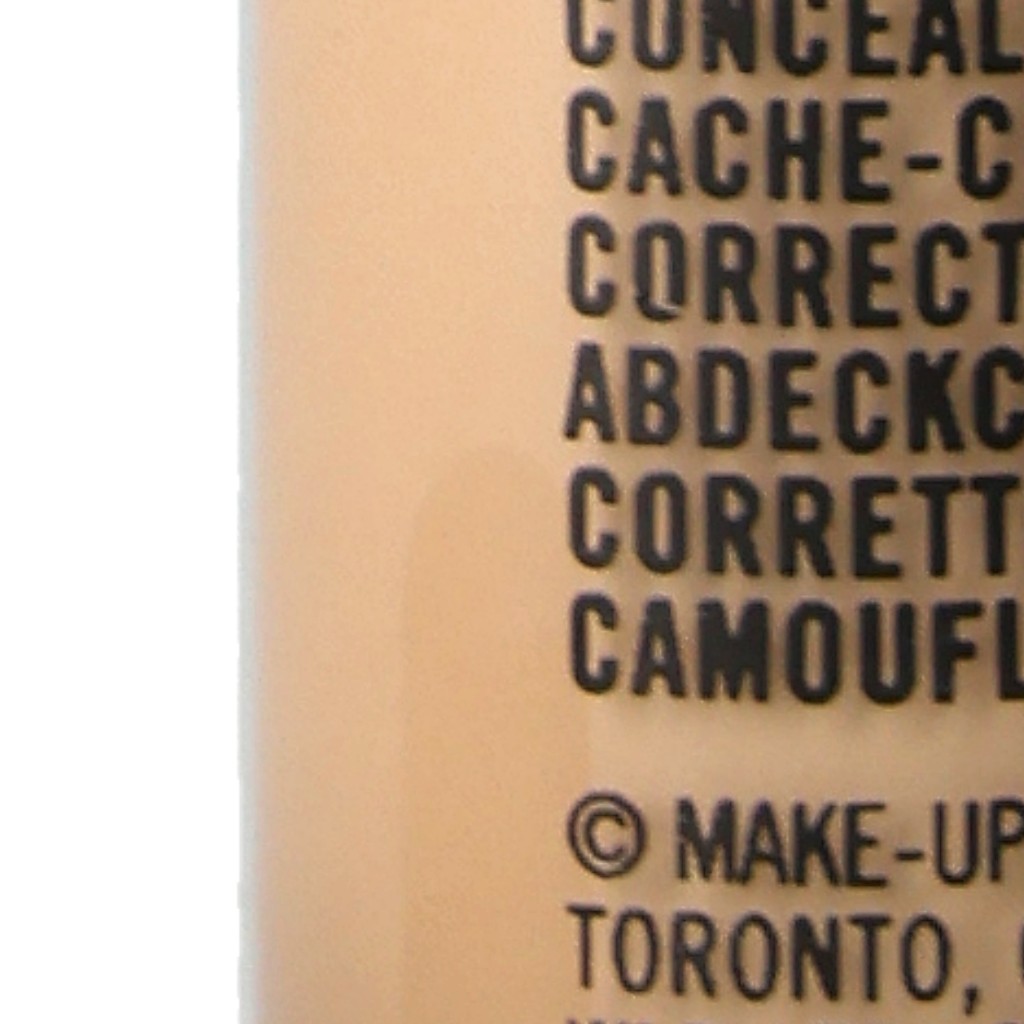 CONCEAL
CACHE-C
CORRECT
ABDECKC
CORRETT
CAMOUFL
© MAKE-UP
TORONTO,